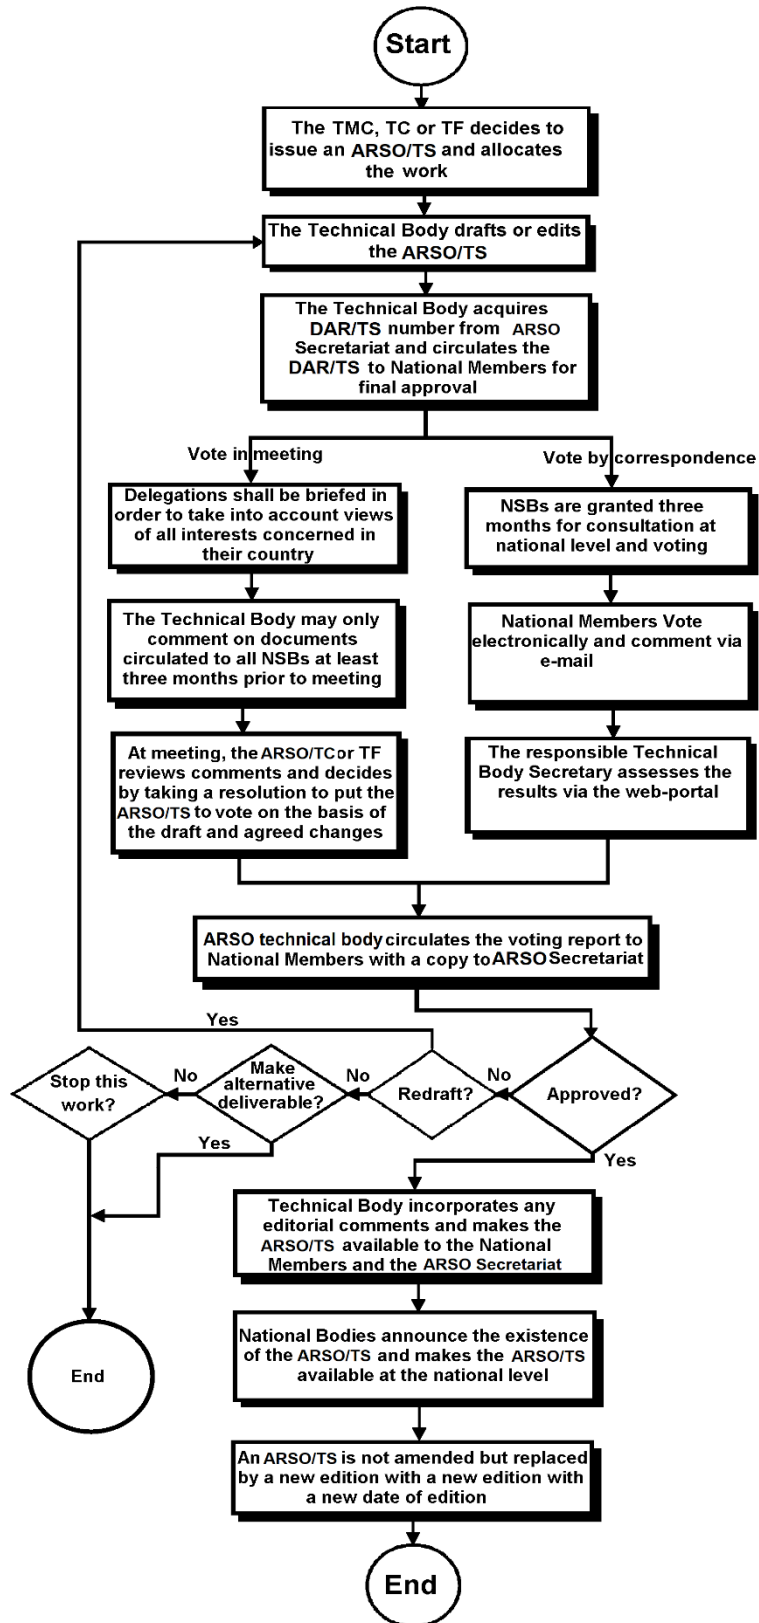 Start
The TMC, TC or TF decides to
issue an ARSO/TS and allocates
the work
The Technical Body drafts or edits
the ARSO/TS
The Technical Body acquires
DAR/TS number from ARSO
Secretariat and circulates the
DAR/TS to National Members for
final approval
Vote in meeting
Vote by correspondence
Delegations shall be briefed in
order to take into account views
of all interests concerned in
their country
NSBs are granted three
months for consultation at
national level and voting
The Technical Body may only
comment on documents
circulated to all NSBs at least
three months prior to meeting
National Members Vote
electronically and comment via
e-mail
At meeting, the ARSO/TC or TF
reviews comments and decides
by taking a resolution to put the
ARSO/TS to vote on the basis of
the draft and agreed changes
The responsible Technical
Body Secretary assesses the
results via the web-portal
ARSO technical body circulates the voting report to
National Members with a copy to ARSO Secretariat
Yes
Stop this
work?
No
Make
alternative
deliverable?
No
Redraft?
No
Approved?
Yes
Yes
Technical Body incorporates any
editorial comments and makes the
ARSO/TS available to the National
Members and the ARSO Secretariat
National Bodies announce the existence
of the ARSO/TS and makes the ARSO/TS
available at the national level
End
An ARSO/TS is not amended but replaced
by a new edition with a new edition with
a new date of edition
End